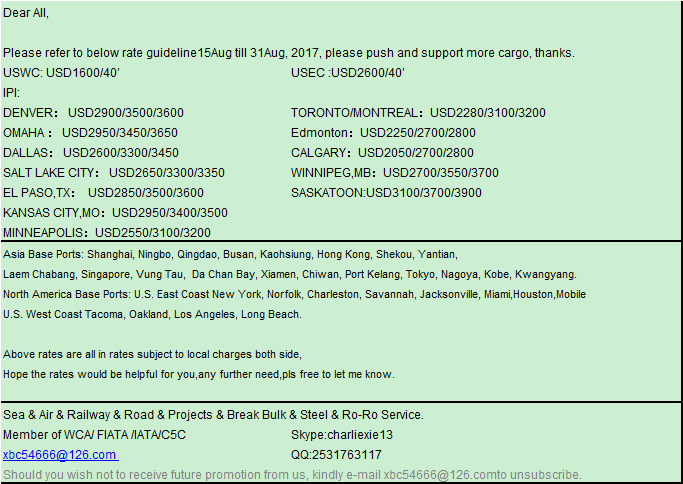 Dear All,
Please refer to below rate guideline15Aug till 31Aug, 2017, please push and support more cargo, thanks.
USWC: USD1600/40’ USEC :USD2600/40’
IPI:
DENVER： USD2900/3500/3600 TORONTO/MONTREAL：USD2280/3100/3200
OMAHA ： USD2950/3450/3650 Edmonton：USD2250/2700/2800
DALLAS： USD2600/3300/3450 CALGARY：USD2050/2700/2800
SALT LAKE CITY： USD2650/3300/3350 WINNIPEG,MB：USD2700/3550/3700
EL PASO,TX： USD2850/3500/3600 SASKATOON:USD3100/3700/3900
KANSAS CITY,MO：USD2950/3400/3500
MINNEAPOLIS：USD2550/3100/3200
Asia Base Ports: Shanghai, Ningbo, Qingdao, Busan, Kaohsiung, Hong Kong, Shekou, Yantian,
Laem Chabang, Singapore, Vung Tau, Da Chan Bay, Xiamen, Chiwan, Port Kelang, Tokyo, Nagoya, Kobe, Kwangyang.
North America Base Ports: U.S. East Coast New York, Norfolk, Charleston, Savannah, Jacksonville, Miami,Houston,Mobile
U.S. West Coast Tacoma, Oakland, Los Angeles, Long Beach.
Above rates are all in rates subject to local charges both side,
Hope the rates would be helpful for you,any further need,pls free to let me know.
Sea & Air & Railway & Road & Projects & Break Bulk & Steel & Ro-Ro Service.
Member of WCA/ FIATA /IATA/C5C Skype:charliexie13
xbc54666@126.com QQ:2531763117
Should you wish not to receive future promotion from us, kindly e-mail xbc54666@126.comto unsubscribe.